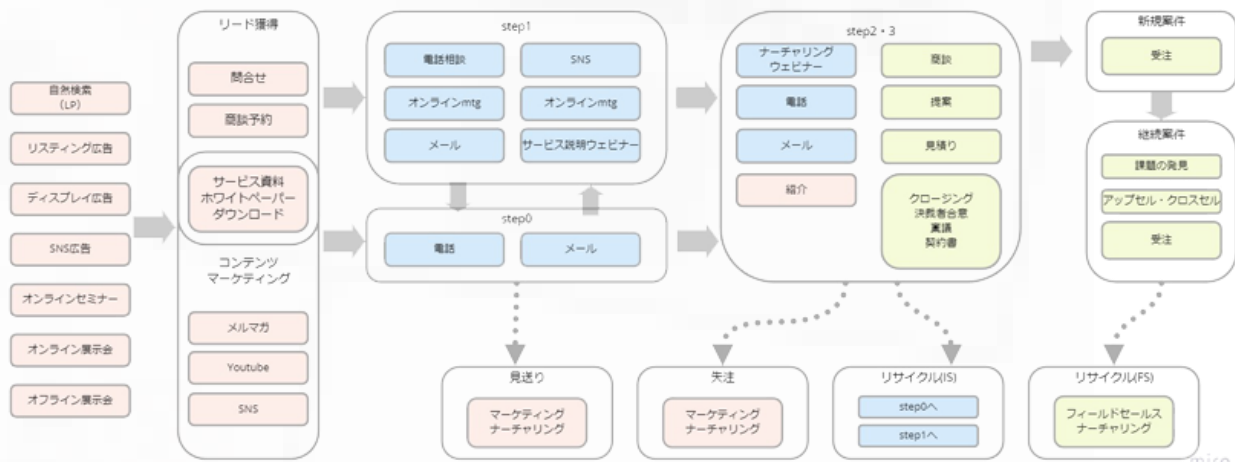 自然検索
(LP)
リスティング広告
ディスプレイ広告
SNS広告
オンラインセミナー
オンライン展示会
オフライン展示会
リード獲得
問合せ
商談予約
サービス資料
ホワイトペーパー
ダウンロード
コンテンツ
マーケティング
メルマガ
Youtube
SNS
step1
電話相談
SNS
オンラインmtg
オンラインmtg
メール
サービス説明ウェビナー
step0
電話
メール
step2・3
ナーチャリング
ウェビナー
商談
電話
提案
メール
見積り
紹介
クロージング
決裁者合意
稟議
契約書
新規案件
受注
継続案件
課題の発見
アップセル・クロスセル
受注
見送り
マーケティング
ナーチャリング
失注
マーケティング
ナーチャリング
リサイクル(IS)
step0へ
step1へ
リサイクル(FS)
フィールドセールス
ナーチャリング
miro